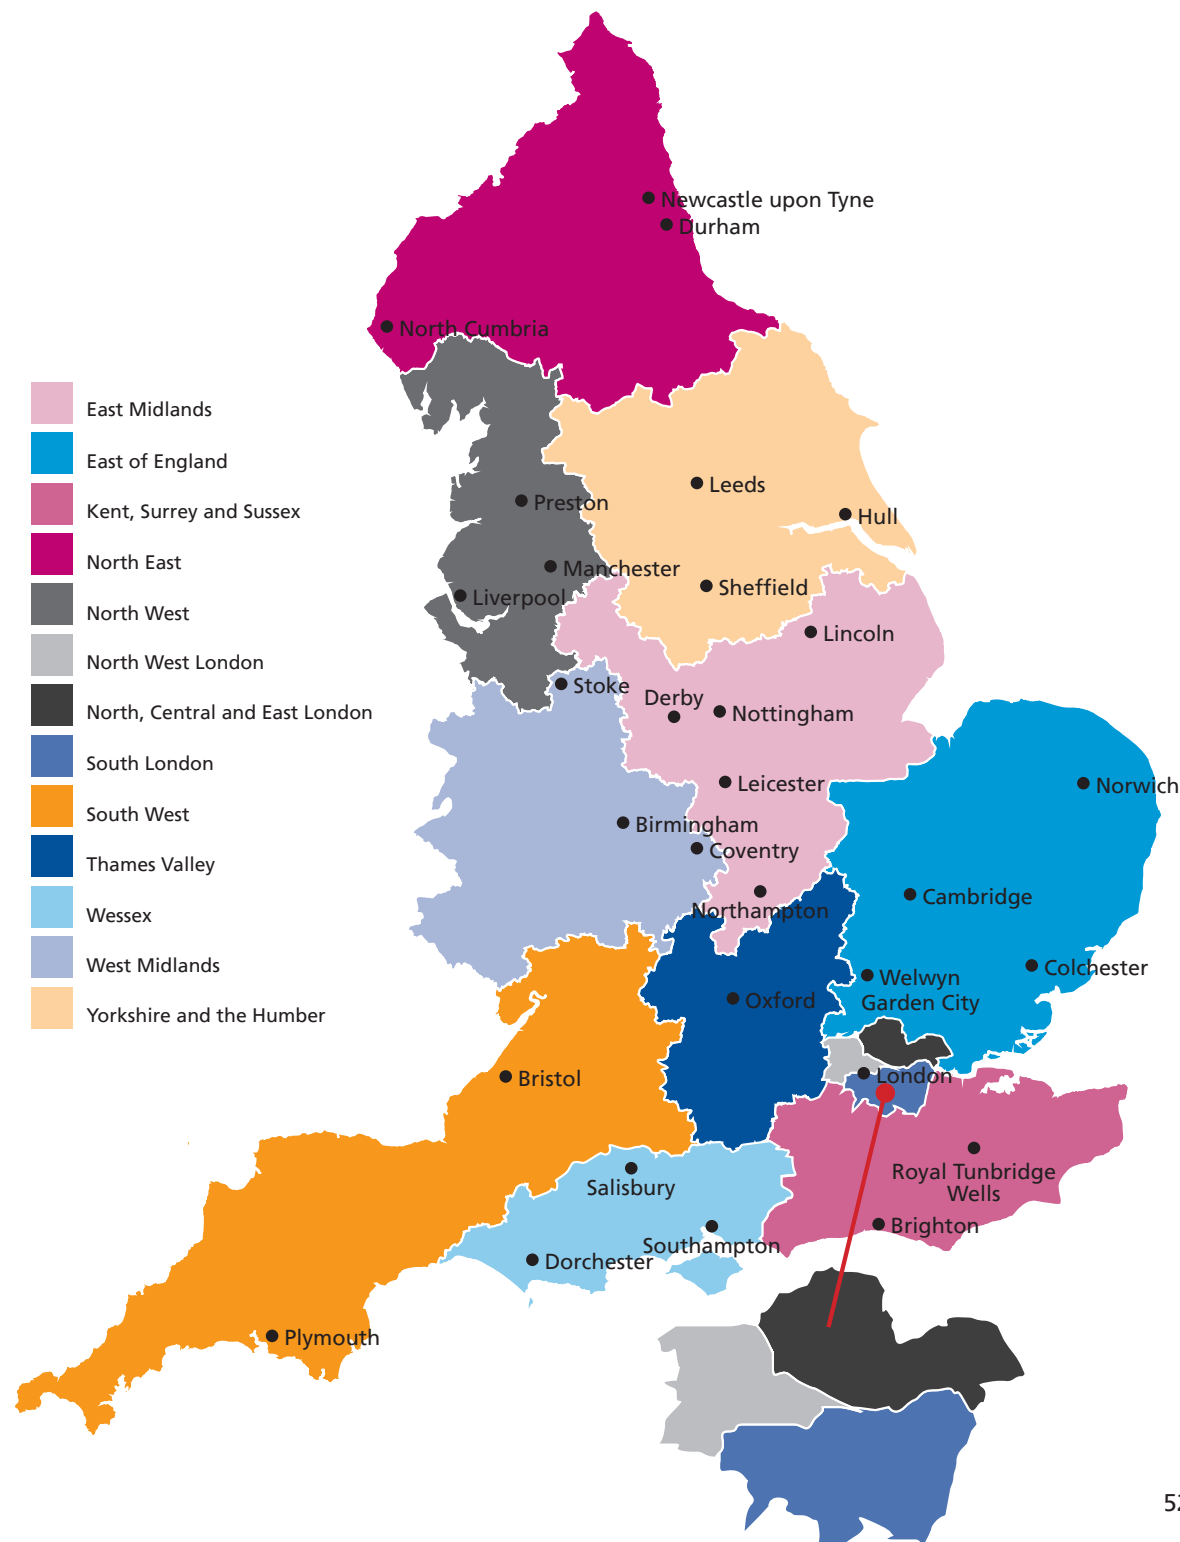 Newcastle upon Tyne
Durham
North Cumbria
East Midlands
East of England
Kent, Surrey and Sussex
North East
North West
North West London
North, Central and East London
South London
South West
Thames Valley
Wessex
West Midlands
Yorkshire and the Humber
Leeds
Preston
Hull
Manchester
Sheffield
Liverpool
Lincoln
Stoke
Derby
Nottingham
Leicester
Norwich
Birmingham
Coventry
Cambridge
Northampton
Colchester
Welwyn
Garden City
Oxford
London
Bristol
Royal Tunbridge
Wells
Salisbury
Brighton
Southampton
Dorchester
Plymouth